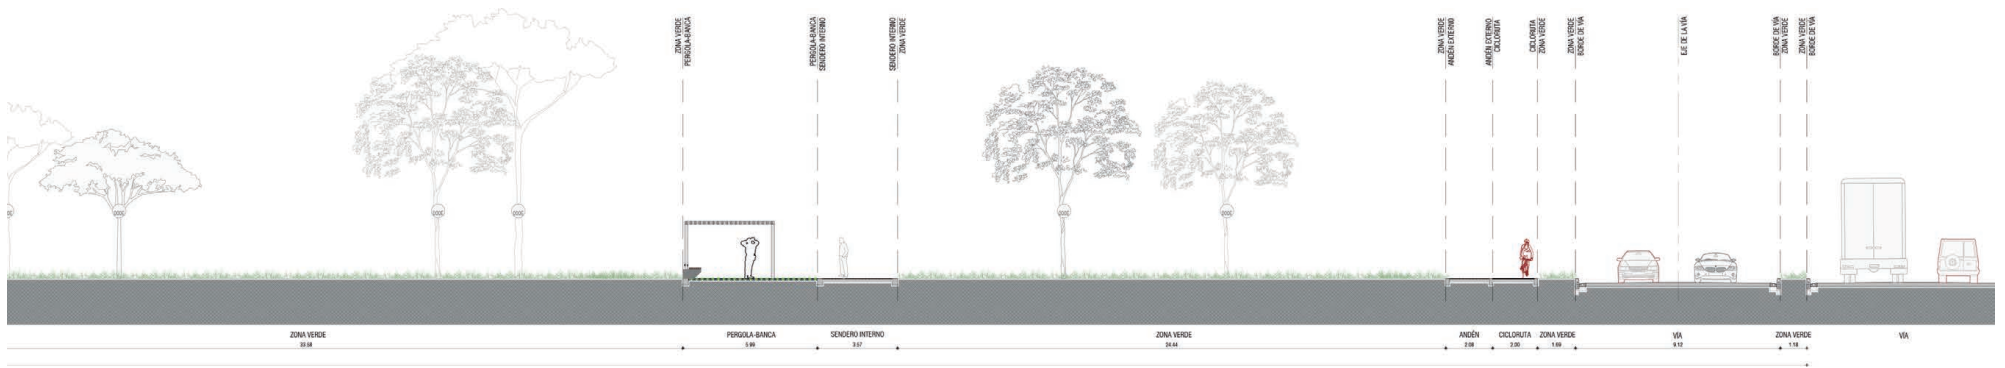 ZONA VERDE
PERGOLA-BANCA
PERGOLA-BANCA
SENDERO INTERNO
SENDERO INTERNO
ZONA VERDE
ZONA VERDE
ANDÉN EXTERNO
ANDÉN EXTERNO
CICLORUTA
CICLORUTA
ZONA VERDE
ZONA VERDE
BORDE DE VÍA
EJE DE LA VÍA
BORDE DE VÍA
ZONA VERDE
ZONA VERDE
BORDE DE VÍA
ZONA VERDE
33.58
PERGOLA-BANCA
SENDERO INTERNO
3.57
ZONA VERDE
24.44
ANDÉN
2.08
CICLORUTA
2.00
ZONA VERDE
1.69
VÍA
9.12
ZONA VERDE
1.18
VÍA